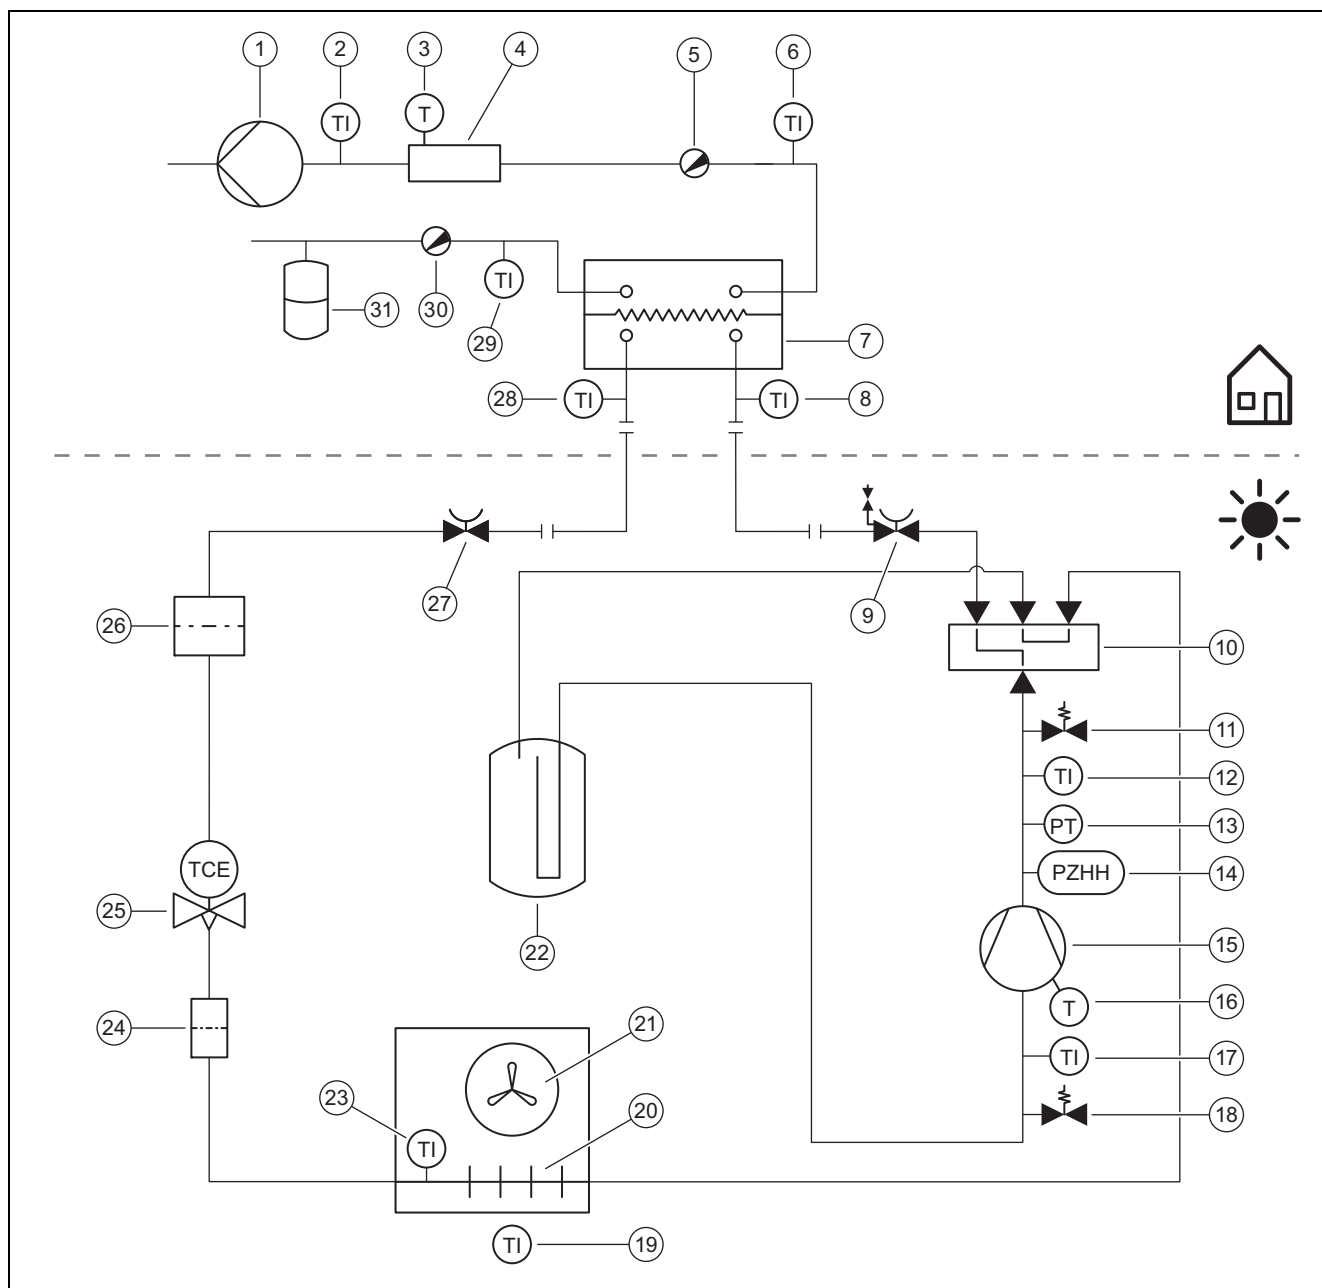 1 2 3 4 5 6
TI T TI
31 30 TI
29 7
28 TI TI 8
27 9
26 10
11
TI 12
PT 13
TCE PZHH 14
25 22 15
T 16
24 21 TI 17
23 20 18
TI
TI 19